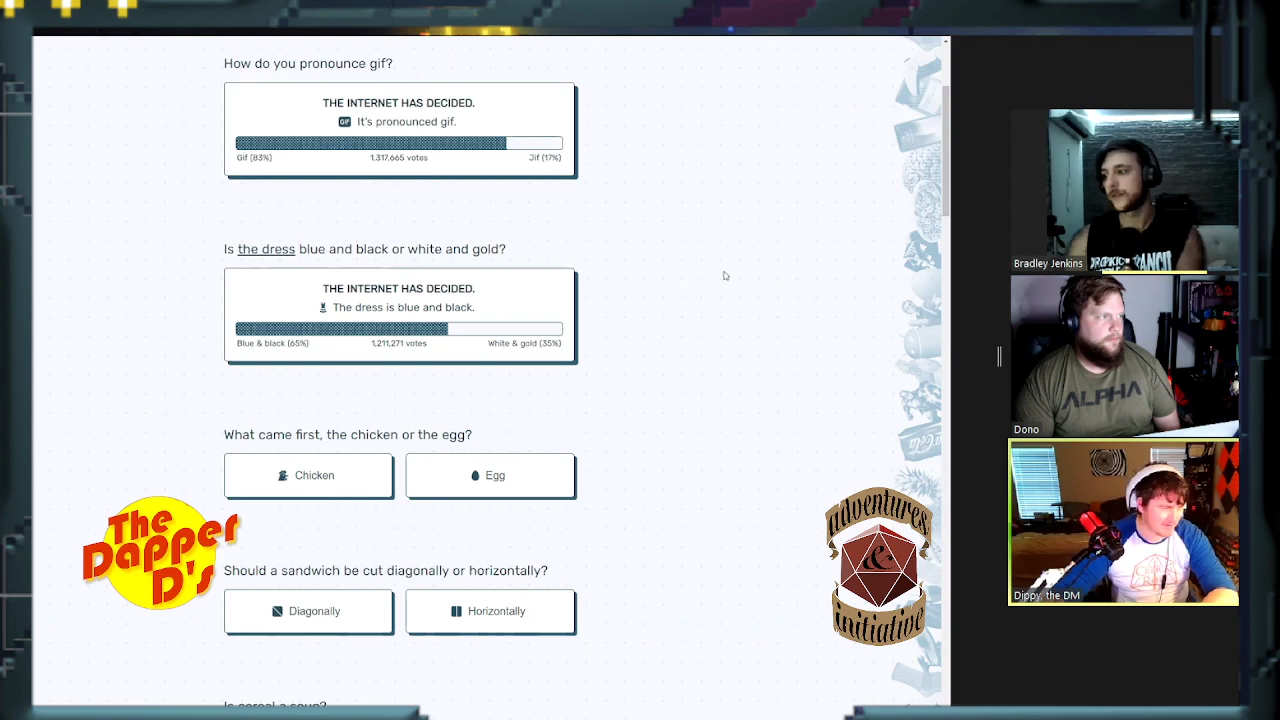 How do you pronounce gif?
THE INTERNET HAS DECIDED.
GIF It's pronounced gif.
Gif (83%) 1,317,665 votes Jif (17%)
Is the dress blue and black or white and gold?
THE INTERNET HAS DECIDED.
The dress is blue and black.
Blue & black (65%) 1,211,271 votes White & gold (35%)
What came first, the chicken or the egg?
Chicken Egg
Should a sandwich be cut diagonally or horizontally?
Diagonally Horizontally
Is cereal a soup?
The
Dapper
D's
adventures
&
initiative
Bradley Jenkins
ALPHA
Dono
Dippy, the DM